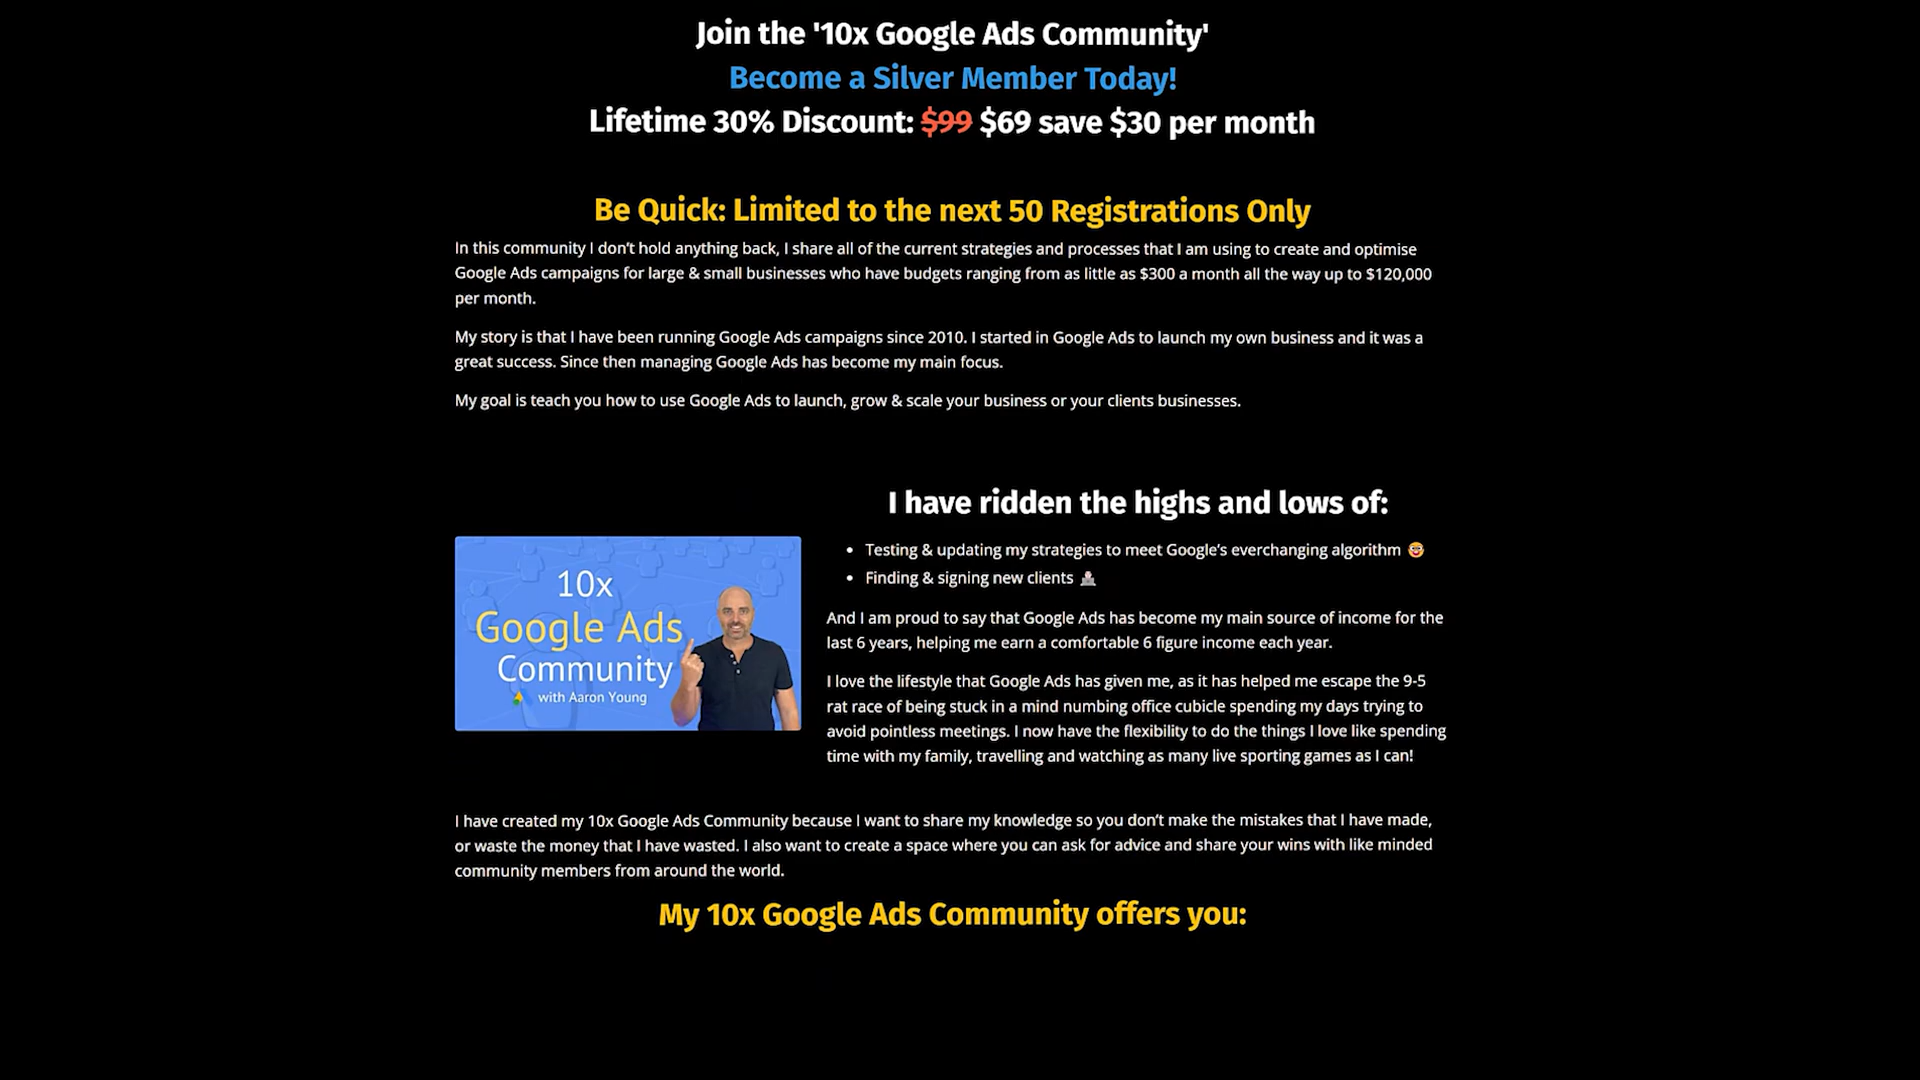 Join the '10x Google Ads Community'
Become a Silver Member Today!
Lifetime 30% Discount: $99 $69 save $30 per month
Be Quick: Limited to the next 50 Registrations Only
In this community I don't hold anything back, I share all of the current strategies and processes that I am using to create and optimise
Google Ads campaigns for large & small businesses who have budgets ranging from as little as $300 a month all the way up to $120,000
per month.
My story is that I have been running Google Ads campaigns since 2010. I started in Google Ads to launch my own business and it was a
great success. Since then managing Google Ads has become my main focus.
My goal is teach you how to use Google Ads to launch, grow & scale your business or your clients businesses.
10x
Google Ads
Community
with Aaron Young
I have ridden the highs and lows of:
• Testing & updating my strategies to meet Google's everchanging algorithm
• Finding & signing new clients
And I am proud to say that Google Ads has become my main source of income for the
last 6 years, helping me earn a comfortable 6 figure income each year.
I love the lifestyle that Google Ads has given me, as it has helped me escape the 9-5
rat race of being stuck in a mind numbing office cubicle spending my days trying to
avoid pointless meetings. I now have the flexibility to do the things I love like spending
time with my family, travelling and watching as many live sporting games as I can!
I have created my 10x Google Ads Community because I want to share my knowledge so you don't make the mistakes that I have made,
or waste the money that I have wasted. I also want to create a space where you can ask for advice and share your wins with like minded
community members from around the world.
My 10x Google Ads Community offers you: